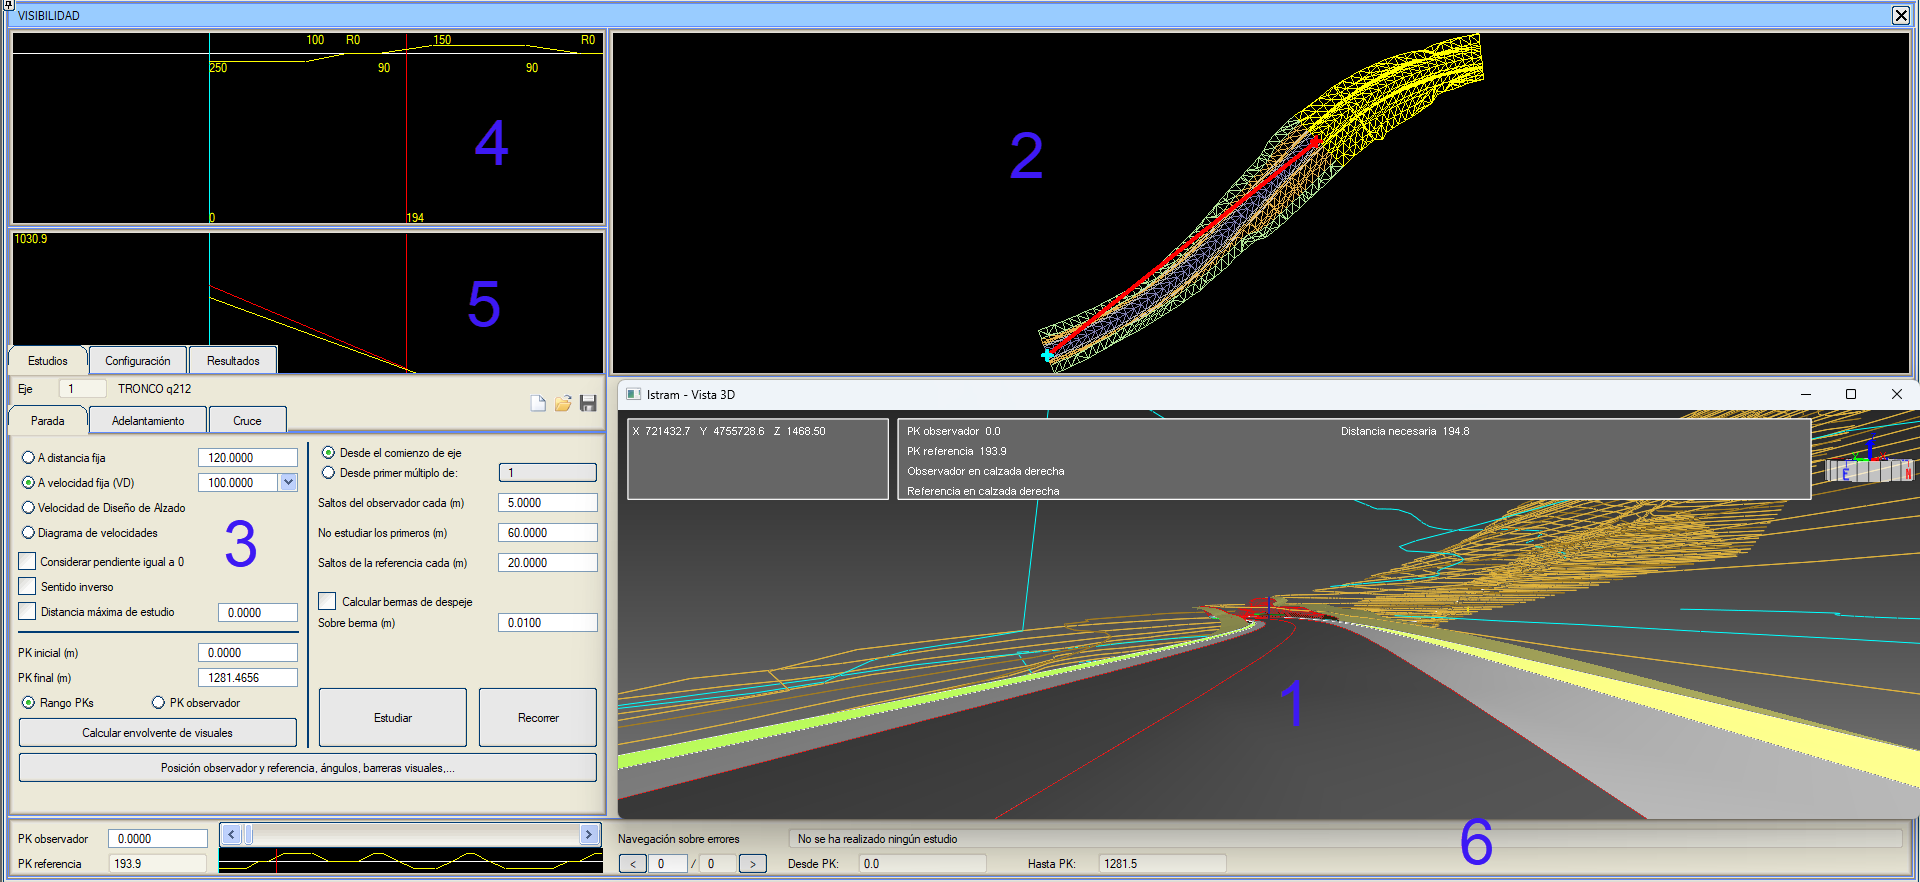 VISIBILIDAD
100 R0 150 R0
250 90 90
4
0 194
2
1030.9
5
Estudios Configuración Resultados
Eje 1 TRONCO q212
Parada Adelantamiento Cruce
A distancia fija 120.0000
A velocidad fija (VD) 100.0000
Velocidad de Diseño de Alzado
Diagrama de velocidades
3
Considerar pendiente igual a 0
Sentido inverso
Distancia máxima de estudio 0.0000
PK inicial (m) 0.0000
PK final (m) 1281.4656
Rango PKs PK observador
Calcular envolvente de visuales
Desde el comienzo de eje
Desde primer múltiplo de: 1
Saltos del observador cada (m) 5.0000
No estudiar los primeros (m) 60.0000
Saltos de la referencia cada (m) 20.0000
Calcular bermas de despeje
Sobre berma (m) 0.0100
Estudiar Recorrer
Posición observador y referencia, ángulos, barreras visuales,...
Istram - Vista 3D
X 721432.7 Y 4755728.6 Z 1468.50
PK observador 0.0 Distancia necesaria 194.8
PK referencia 193.9
Observador en calzada derecha
Referencia en calzada derecha
E N
1
PK observador 0.0000
PK referencia 193.9
Navegación sobre errores No se ha realizado ningún estudio
6
< 0 / 0 > Desde PK: 0.0 Hasta PK: 1281.5